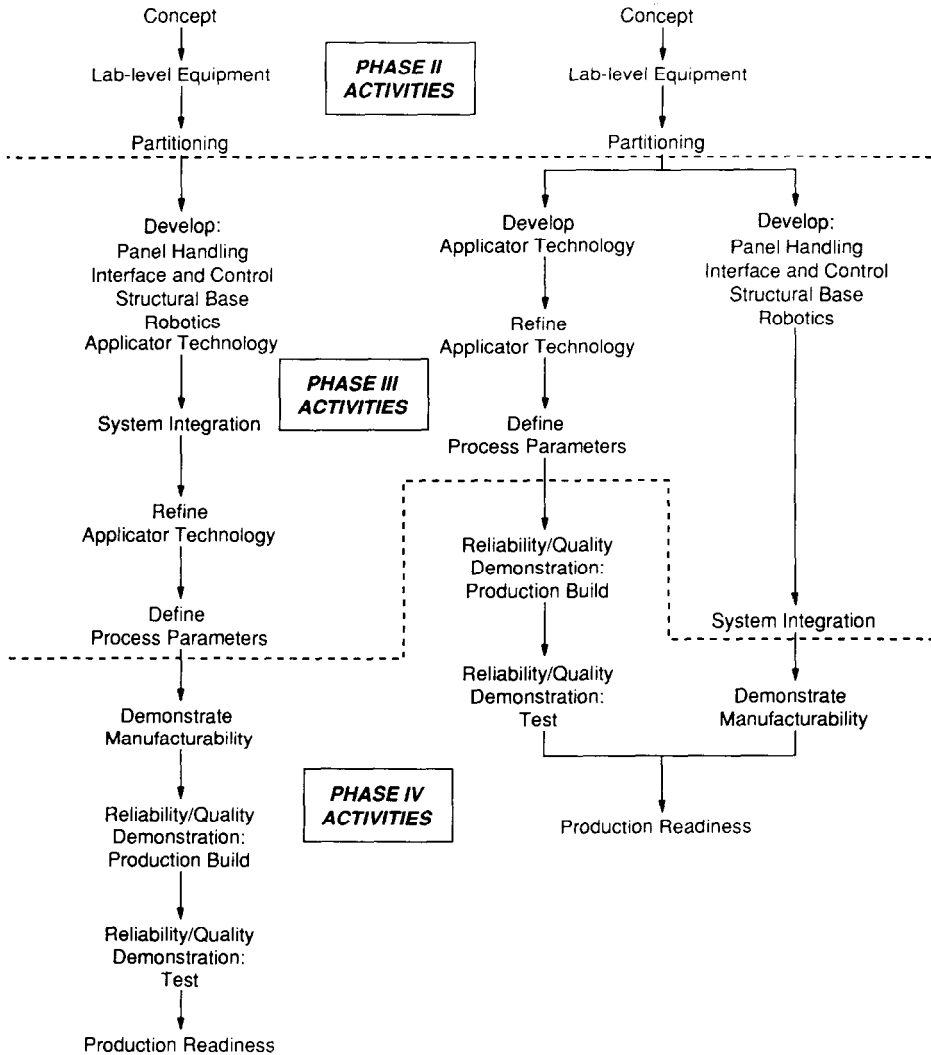 Concept
Lab-level Equipment
Partitioning
Develop:
Panel Handling
Interface and Control
Structural Base
Robotics
Applicator Technology
System Integration
Refine
Applicator Technology
Define
Process Parameters
Demonstrate
Manufacturability
Reliability/Quality
Demonstration:
Production Build
Reliability/Quality
Demonstration:
Test
Production Readiness
PHASE II
ACTIVITIES
PHASE III
ACTIVITIES
PHASE IV
ACTIVITIES
Concept
Lab-level Equipment
Partitioning
Develop
Applicator Technology
Refine
Applicator Technology
Define
Process Parameters
Reliability/Quality
Demonstration:
Production Build
Reliability/Quality
Demonstration:
Test
Develop:
Panel Handling
Interface and Control
Structural Base
Robotics
System Integration
Demonstrate
Manufacturability
Production Readiness